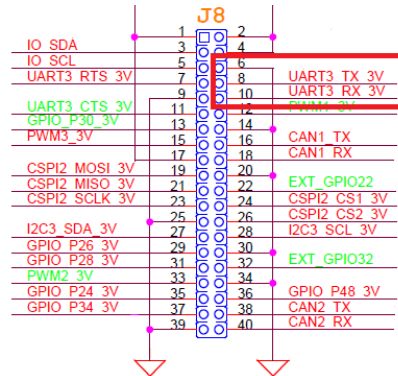 J8
1 2
IO_SDA 3 4
IO_SCL 5 6
UART3_RTS_3V 7 8 UART3_TX_3V
9 10 UART3_RX_3V
UART3_CTS_3V 11 12
GPIO_P30_3V 13 14
PWM3_3V 15 16 CAN1_TX
17 18 CAN1_RX
CSPI2_MOSI_3V 19 20
CSPI2_MISO_3V 21 22 EXT_GPIO22
CSPI2_SCLK_3V 23 24 CSPI2_CS1_3V
25 26 CSPI2_CS2_3V
I2C3_SDA_3V 27 28 I2C3_SCL_3V
GPIO_P26_3V 29 30
GPIO_P28_3V 31 32 EXT_GPIO32
PWM2_3V 33 34
GPIO_P24_3V 35 36 GPIO_P48_3V
GPIO_P34_3V 37 38 CAN2_TX
39 40 CAN2_RX